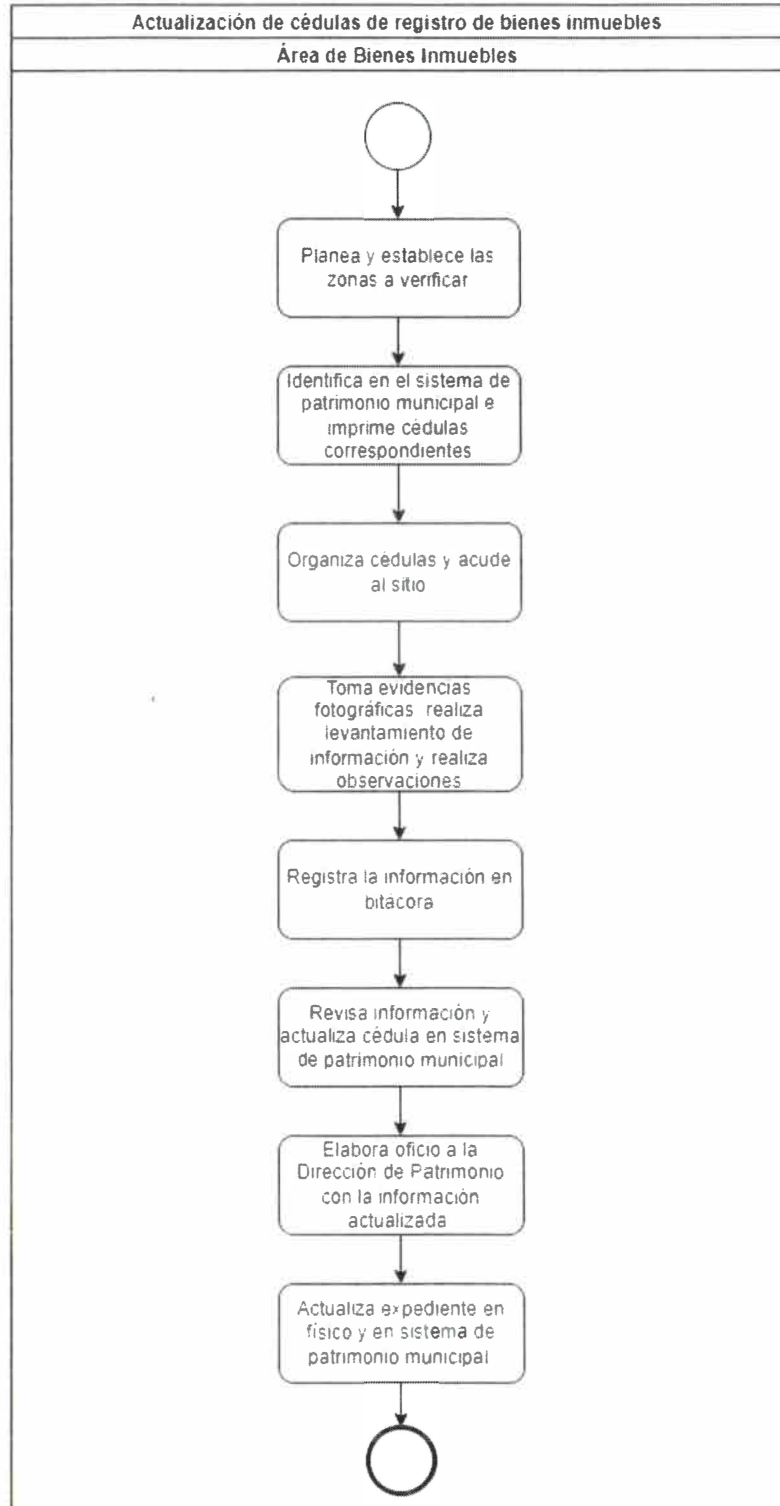 Actualización de cédulas de registro de bienes inmuebles
Área de Bienes Inmuebles
Planea y establece las
zonas a verificar
Identifica en el sistema de
patrimonio municipal e
imprime cédulas
correspondientes
Organiza cédulas y acude
al sitio
Toma evidencias
fotográficas realiza
levantamiento de
información y realiza
observaciones
Registra la información en
bitácora
Revisa información y
actualiza cédula en sistema
de patrimonio municipal
Elabora oficio a la
Dirección de Patrimonio
con la información
actualizada
Actualiza expediente en
físico y en sistema de
patrimonio municipal